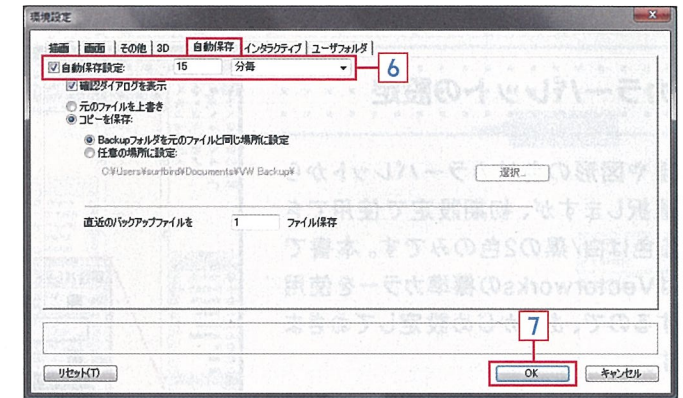 環境設定
描画 画面 その他 3D 自動保存 インタラクティブ ユーザフォルダ
自動保存設定: 15 分毎 6
確認ダイアログを表示
元のファイルを上書き
コピーを保存:
Backupフォルダを元のファイルと同じ場所に設定
任意の場所に設定:
C:¥Users¥surfbird¥Documents¥VW Backup¥ 選択...
直近のバックアップファイルを 1 ファイル保存
7
リセット(T) OK キャンセル